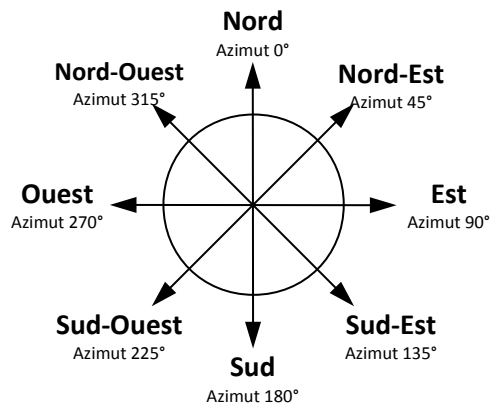 Nord
Azimut 0°
Nord-Ouest
Azimut 315°
Nord-Est
Azimut 45°
Ouest
Azimut 270°
Est
Azimut 90°
Sud-Ouest
Azimut 225°
Sud-Est
Azimut 135°
Sud
Azimut 180°